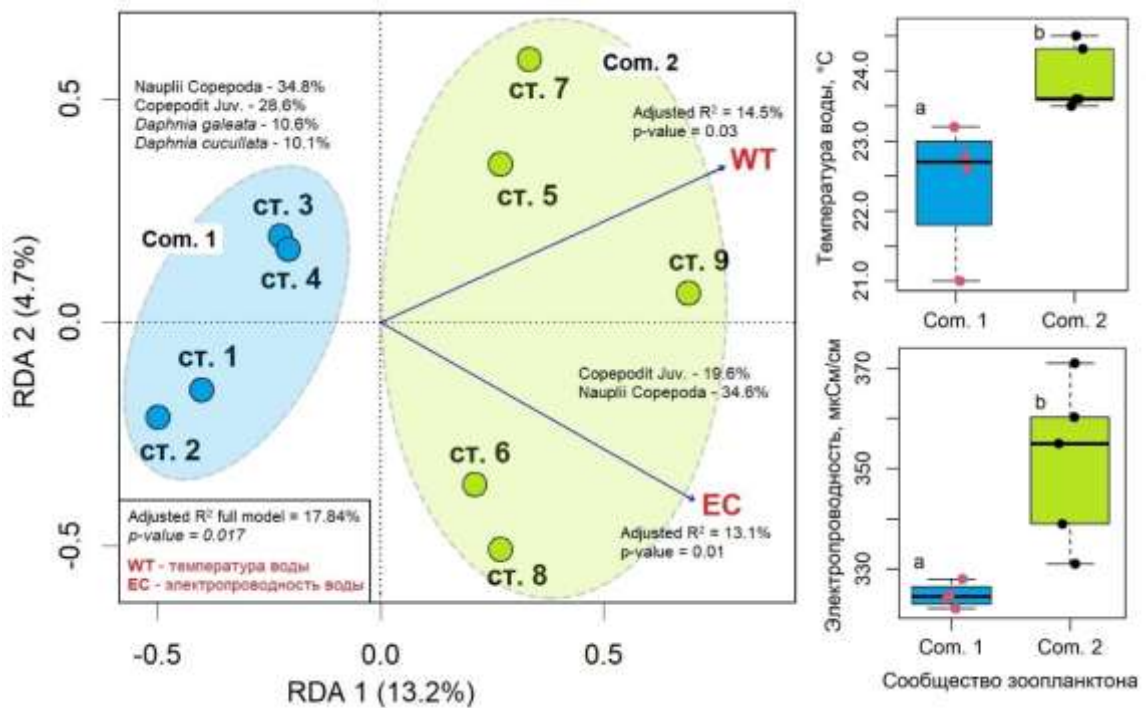 Nauplii Copepoda - 34.8%
Copepodit Juv. - 28.6%
Daphnia galeata - 10.6%
Daphnia cucullata - 10.1%
Com. 1
ст. 3
ст. 4
ст. 1
ст. 2
Com. 2
ст. 7
Adjusted R² = 14.5%
p-value = 0.03
WT
ст. 5
ст. 9
Copepodit Juv. - 19.6%
Nauplii Copepoda - 34.6%
ст. 6
EC
Adjusted R² = 13.1%
p-value = 0.01
ст. 8
Adjusted R² full model = 17.84%
p-value = 0.017
WT - температура воды
EC - электропроводность воды
RDA 2 (4.7%)
0.5
0.0
-0.5
-0.5
0.0
0.5
RDA 1 (13.2%)
Температура воды, °C
24.0
23.0
22.0
21.0
a
b
Com. 1
Com. 2
Электропроводность, мкСм/см
370
350
330
a
b
Com. 1
Com. 2
Сообщество зоопланктона